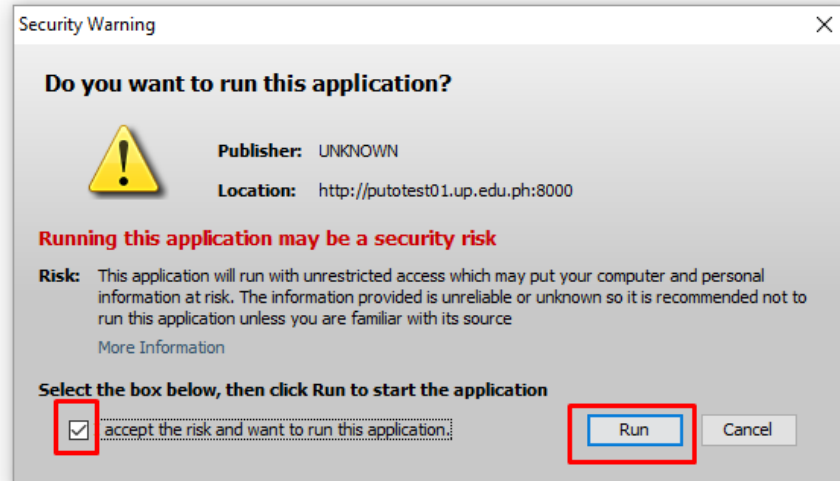 Security Warning
Do you want to run this application?
Publisher: UNKNOWN
Location: http://putotest01.up.edu.ph:8000
Running this application may be a security risk
Risk: This application will run with unrestricted access which may put your computer and personal
information at risk. The information provided is unreliable or unknown so it is recommended not to
run this application unless you are familiar with its source
More Information
Select the box below, then click Run to start the application
accept the risk and want to run this application.
Run
Cancel